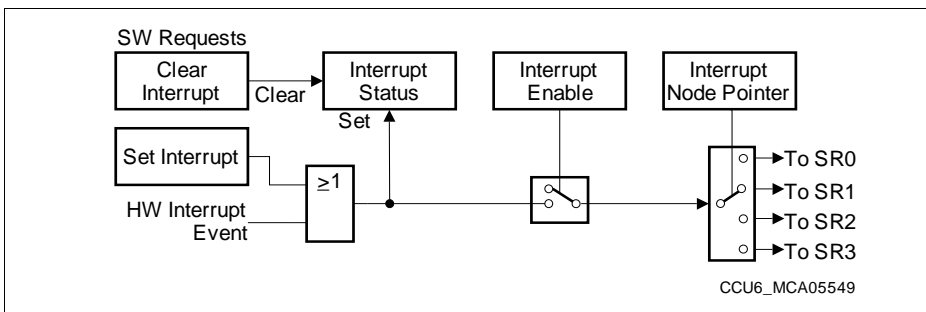 SW Requests
Clear
Interrupt
Clear
Interrupt
Status
Set
Interrupt
Enable
Interrupt
Node Pointer
Set Interrupt
≥1
HW Interrupt
Event
To SR0
To SR1
To SR2
To SR3
CCU6_MCA05549